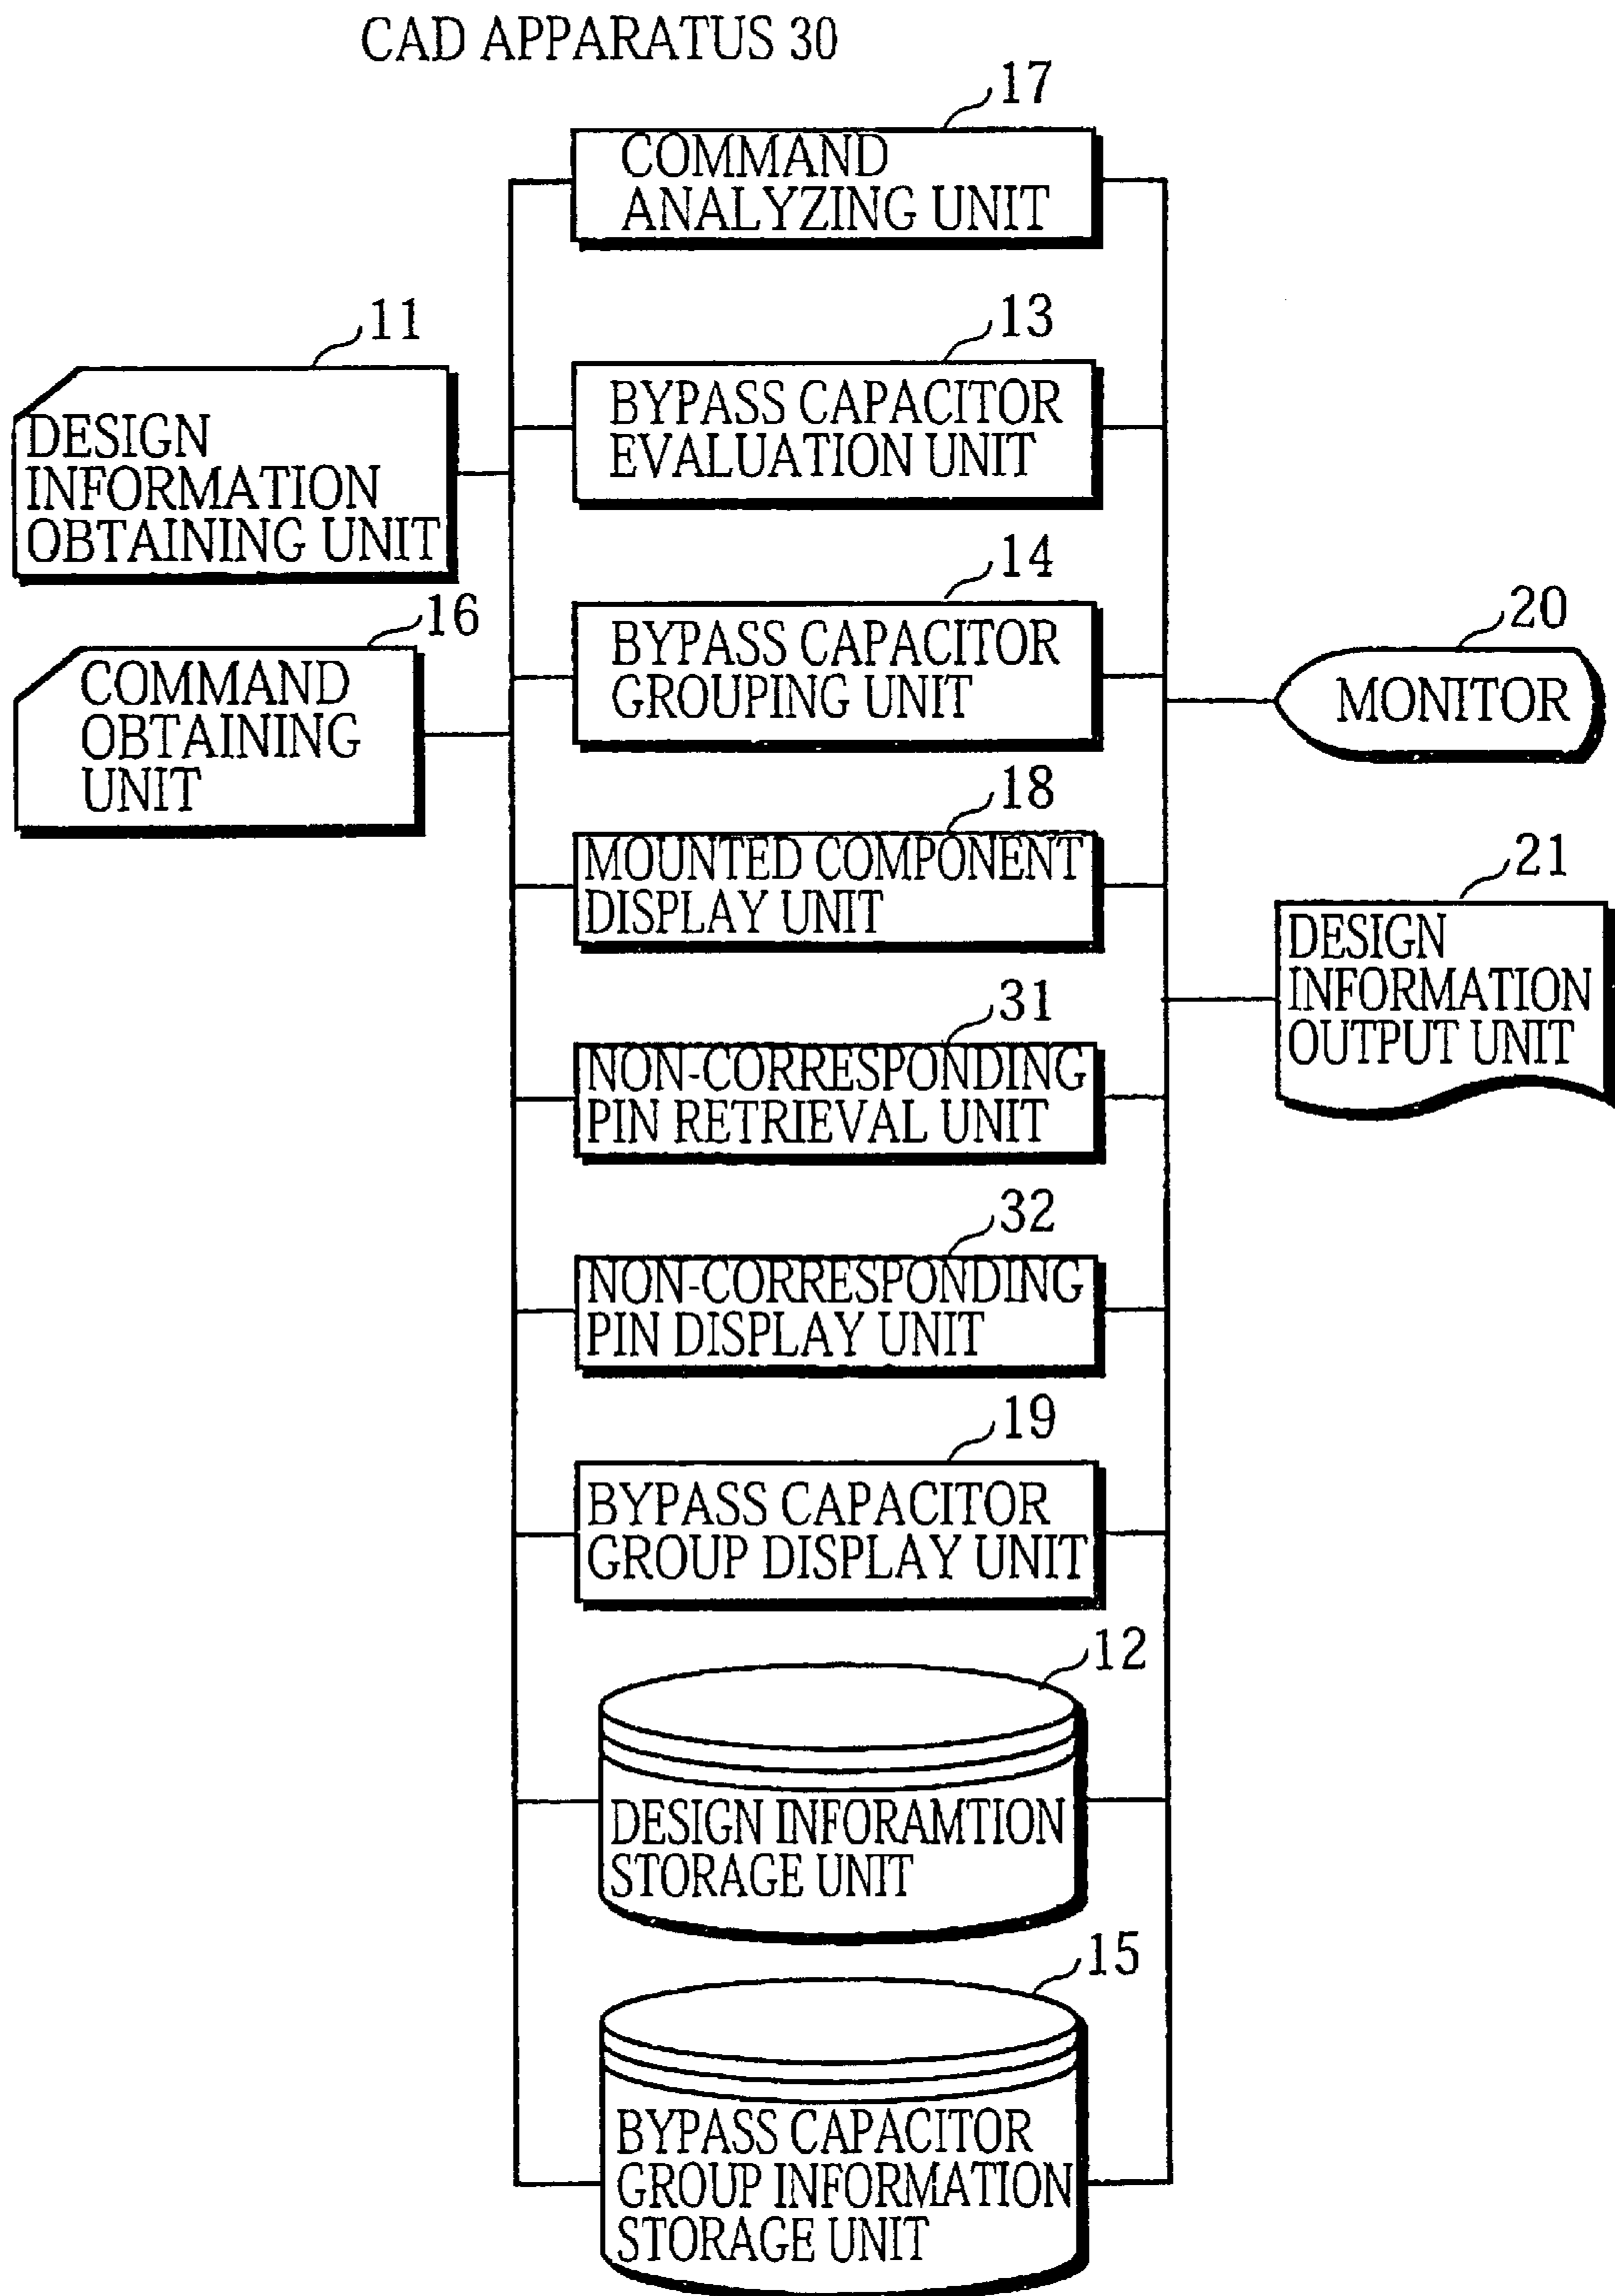 CAD APPARATUS 30
17
COMMAND
ANALYZING UNIT
11
DESIGN
INFORMATION
OBTAINING UNIT
13
BYPASS CAPACITOR
EVALUATION UNIT
16
COMMAND
OBTAINING
UNIT
14
BYPASS CAPACITOR
GROUPING UNIT
20
MONITOR
18
MOUNTED COMPONENT
DISPLAY UNIT
21
DESIGN
INFORMATION
OUTPUT UNIT
31
NON-CORRESPONDING
PIN RETRIEVAL UNIT
32
NON-CORRESPONDING
PIN DISPLAY UNIT
19
BYPASS CAPACITOR
GROUP DISPLAY UNIT
12
DESIGN INFORAMTION
STORAGE UNIT
15
BYPASS CAPACITOR
GROUP INFORMATION
STORAGE UNIT